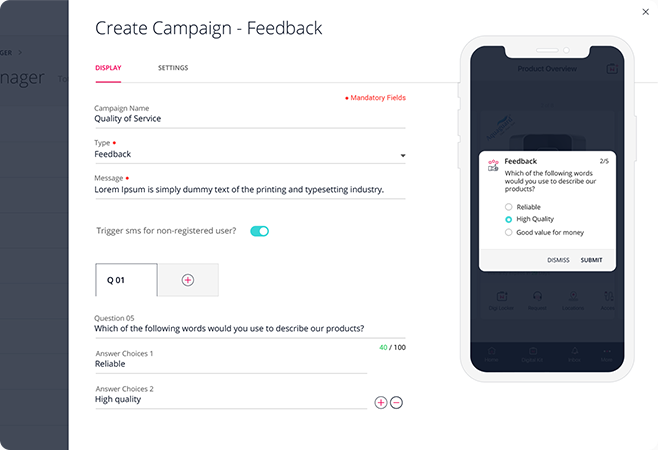 Create Campaign - Feedback
DISPLAY
SETTINGS
Mandatory Fields
Campaign Name
Quality of Service
Type
Feedback
Message
Lorem Ipsum is simply dummy text of the printing and typesetting industry.
Trigger sms for non-registered user?
Q 01
Question 05
Which of the following words would you use to describe our products?
40 / 100
Answer Choices 1
Reliable
Answer Choices 2
High quality
Product Overview
Feedback
2/5
Which of the following words
would you use to describe our
products?
Reliable
High Quality
Good value for money
DISMISS
SUBMIT